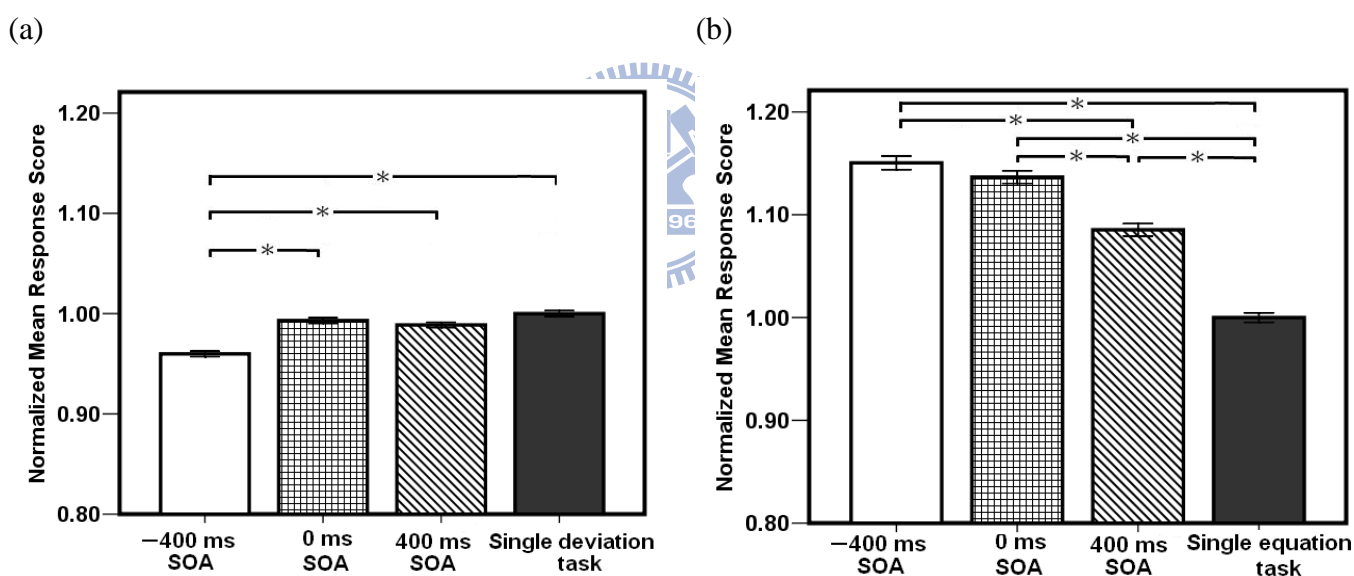 (a)
Normalized Mean Response Score
1.20
1.10
1.00
0.90
0.80
*
*
*
−400 ms
SOA
0 ms
SOA
400 ms
SOA
Single deviation
task
96
(b)
Normalized Mean Response Score
1.20
1.10
1.00
0.90
0.80
*
*
*
*
*
−400 ms
SOA
0 ms
SOA
400 ms
SOA
Single equation
task